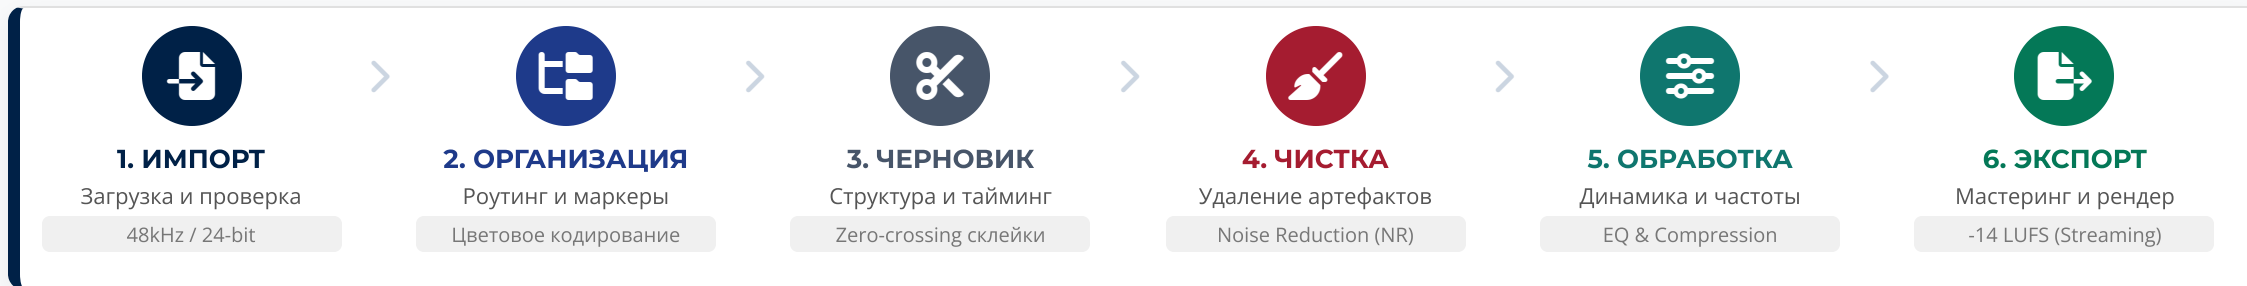 1. ИМПОРТ
Загрузка и проверка
48kHz / 24-bit
2. ОРГАНИЗАЦИЯ
Роутинг и маркеры
Цветовое кодирование
3. ЧЕРНОВИК
Структура и тайминг
Zero-crossing склейки
4. ЧИСТКА
Удаление артефактов
Noise Reduction (NR)
5. ОБРАБОТКА
Динамика и частоты
EQ & Compression
6. ЭКСПОРТ
Мастеринг и рендер
-14 LUFS (Streaming)